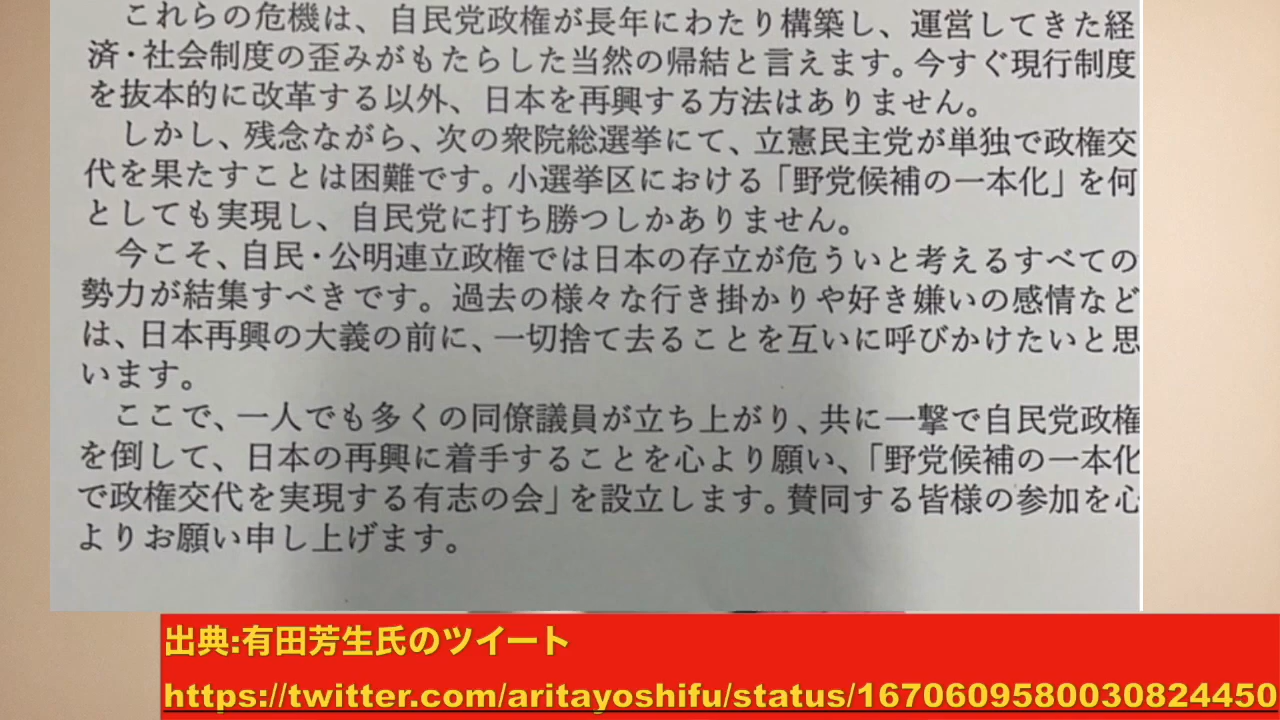 これらの危機は、自民党政権が長年にわたり構築し、運営してきた経
済・社会制度の歪みがもたらした当然の帰結と言えます。今すぐ現行制度
を抜本的に改革する以外、日本を再興する方法はありません。
しかし、残念ながら、次の衆院総選挙にて、立憲民主党が単独で政権交
代を果たすことは困難です。小選挙区における「野党候補の一本化」を何
としても実現し、自民党に打ち勝つしかありません。
今こそ、自民・公明連立政権では日本の存立が危ういと考えるすべての
勢力が結集すべきです。過去の様々な行き掛かりや好き嫌いの感情など
は、日本再興の大義の前に、一切捨て去ることを互いに呼びかけたいと思
います。
ここで、一人でも多くの同僚議員が立ち上がり、共に一撃で自民党政権
を倒して、日本の再興に着手することを心より願い、「野党候補の一本化
で政権交代を実現する有志の会」を設立します。賛同する皆様の参加を心
よりお願い申し上げます。
出典:有田芳生氏のツイート
https://twitter.com/aritayoshifu/status/1670609580030824450